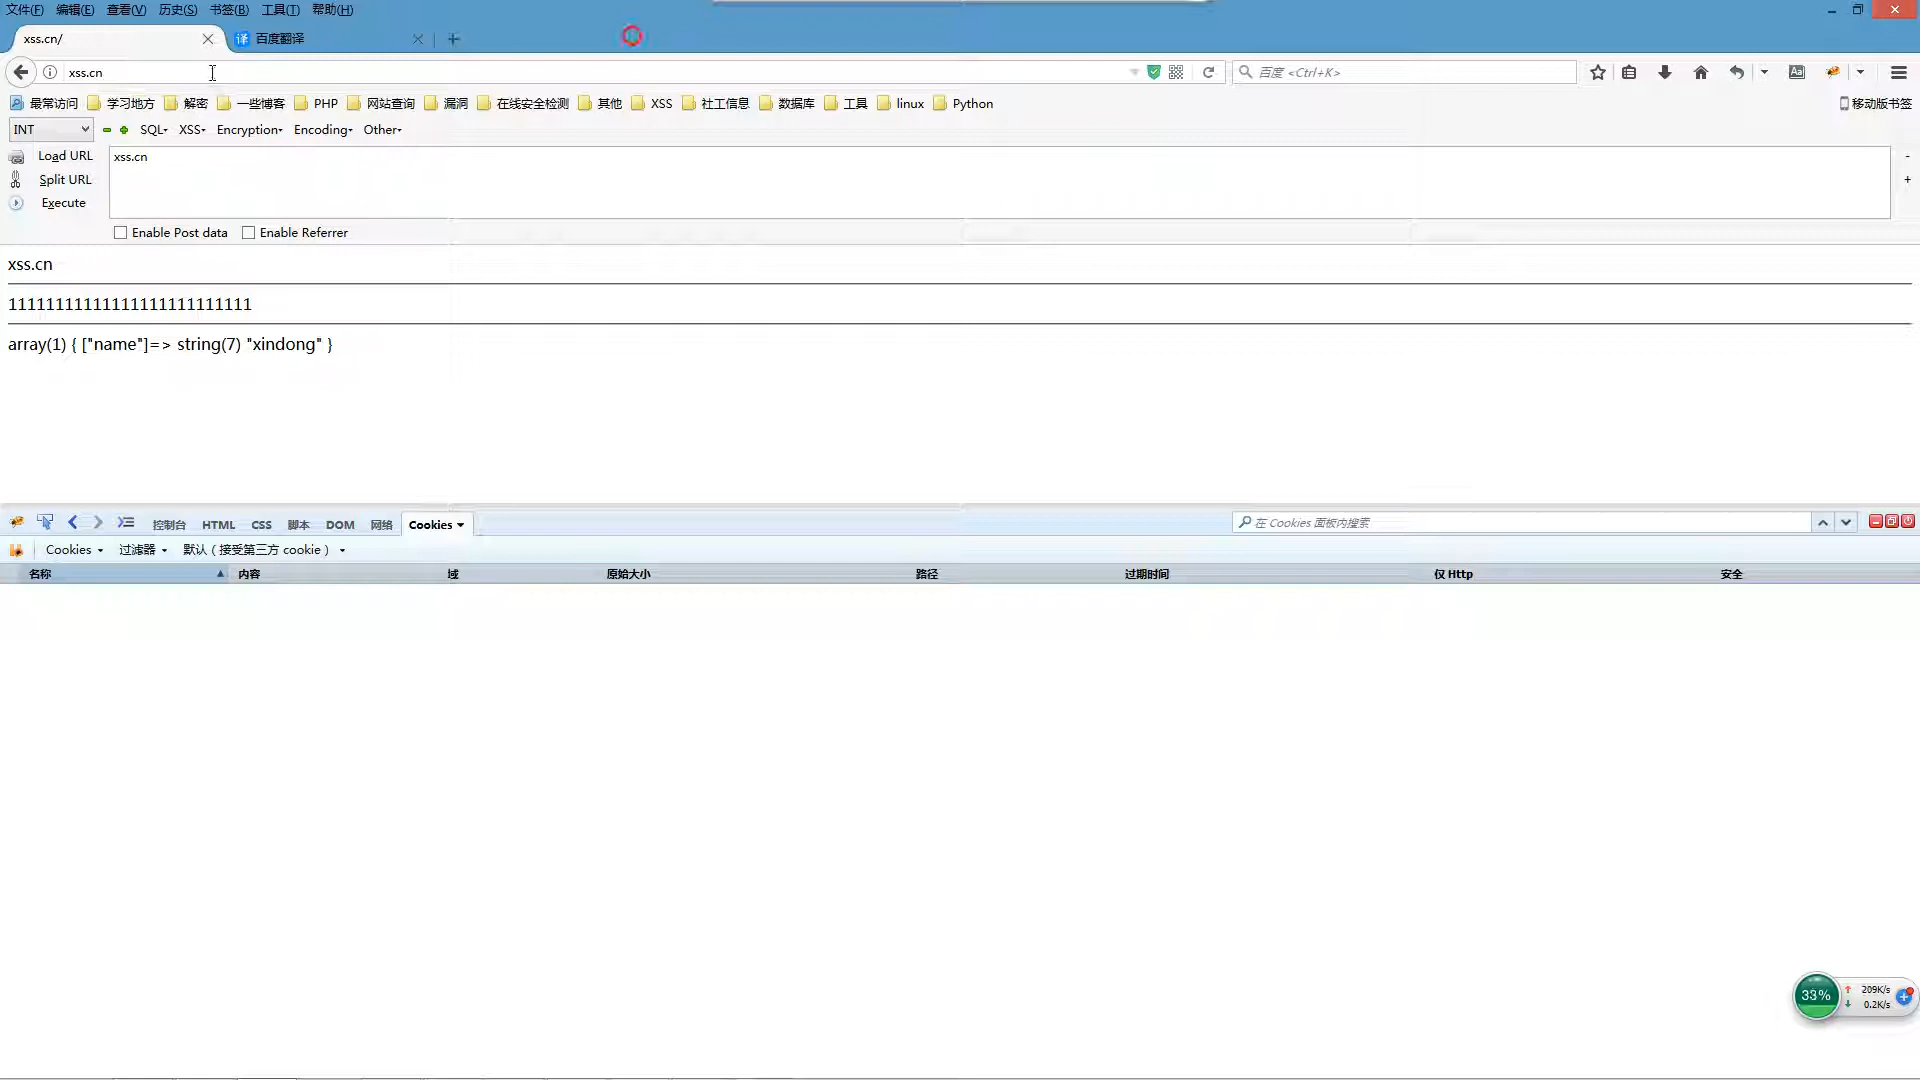 文件(F) 编辑(E) 查看(V) 历史(S) 书签(B) 工具(T) 帮助(H)
xss.cn/ 译 百度翻译
xss.cn 百度 <Ctrl+K>
最常访问 学习地方 解密 一些博客 PHP 网站查询 漏洞 在线安全检测 其他 XSS 社工信息 数据库 工具 linux Python 移动版书签
INT SQL XSS Encryption Encoding Other
Load URL xss.cn
Split URL
Execute
Enable Post data Enable Referrer
xss.cn
11111111111111111111111111
array(1) { ["name"]=> string(7) "xindong" }
控制台 HTML CSS 脚本 DOM 网络 Cookies 在 Cookies 面板内搜索
Cookies 过滤器 默认 ( 接受第三方 cookie )
名称 内容 域 原始大小 路径 过期时间 仅 Http 安全
33% 209K/s
0.2K/s